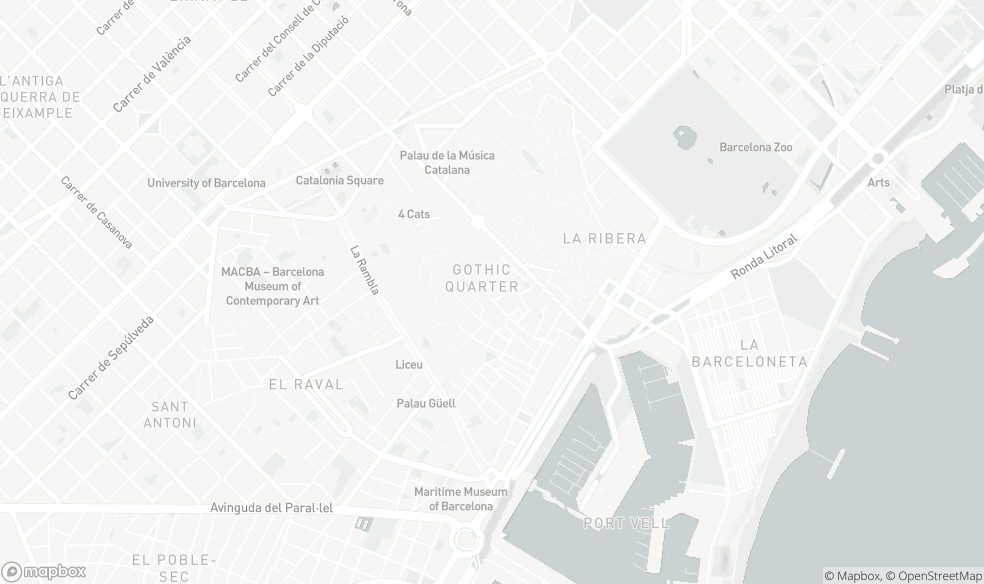 Carrer de València
Carrer del Consell de C
Carrer de la Diputació
rona
L'ANTIGA
QUERRA DE
EIXAMPLE
Platja d
Barcelona Zoo
Palau de la Música
Catalana
University of Barcelona
Catalonia Square
Arts
Carrer de Casanova
4 Cats
LA RIBERA
Ronda Litoral
La Rambla
GOTHIC
QUARTER
MACBA – Barcelona
Museum of
Contemporary Art
Carrer de Sepúlveda
LA
BARCELONETA
Liceu
EL RAVAL
Palau Güell
SANT
ANTONI
Maritime Museum
of Barcelona
Avinguda del Paral·lel
PORT VELL
EL POBLE-
SEC
mapbox
© Mapbox, © OpenStreetMap